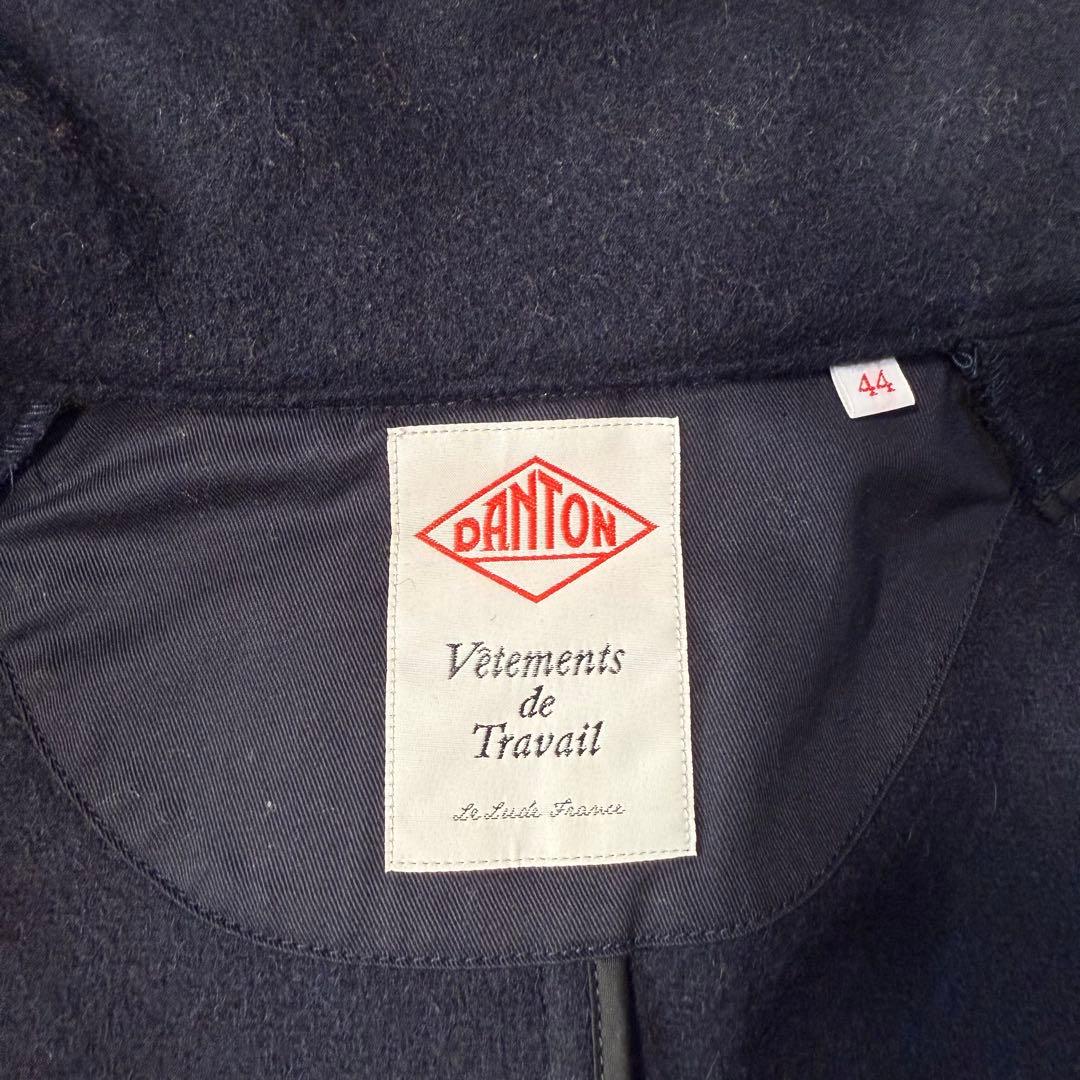 44
DANTON
Vêtements
de
Travail
Le Lude France